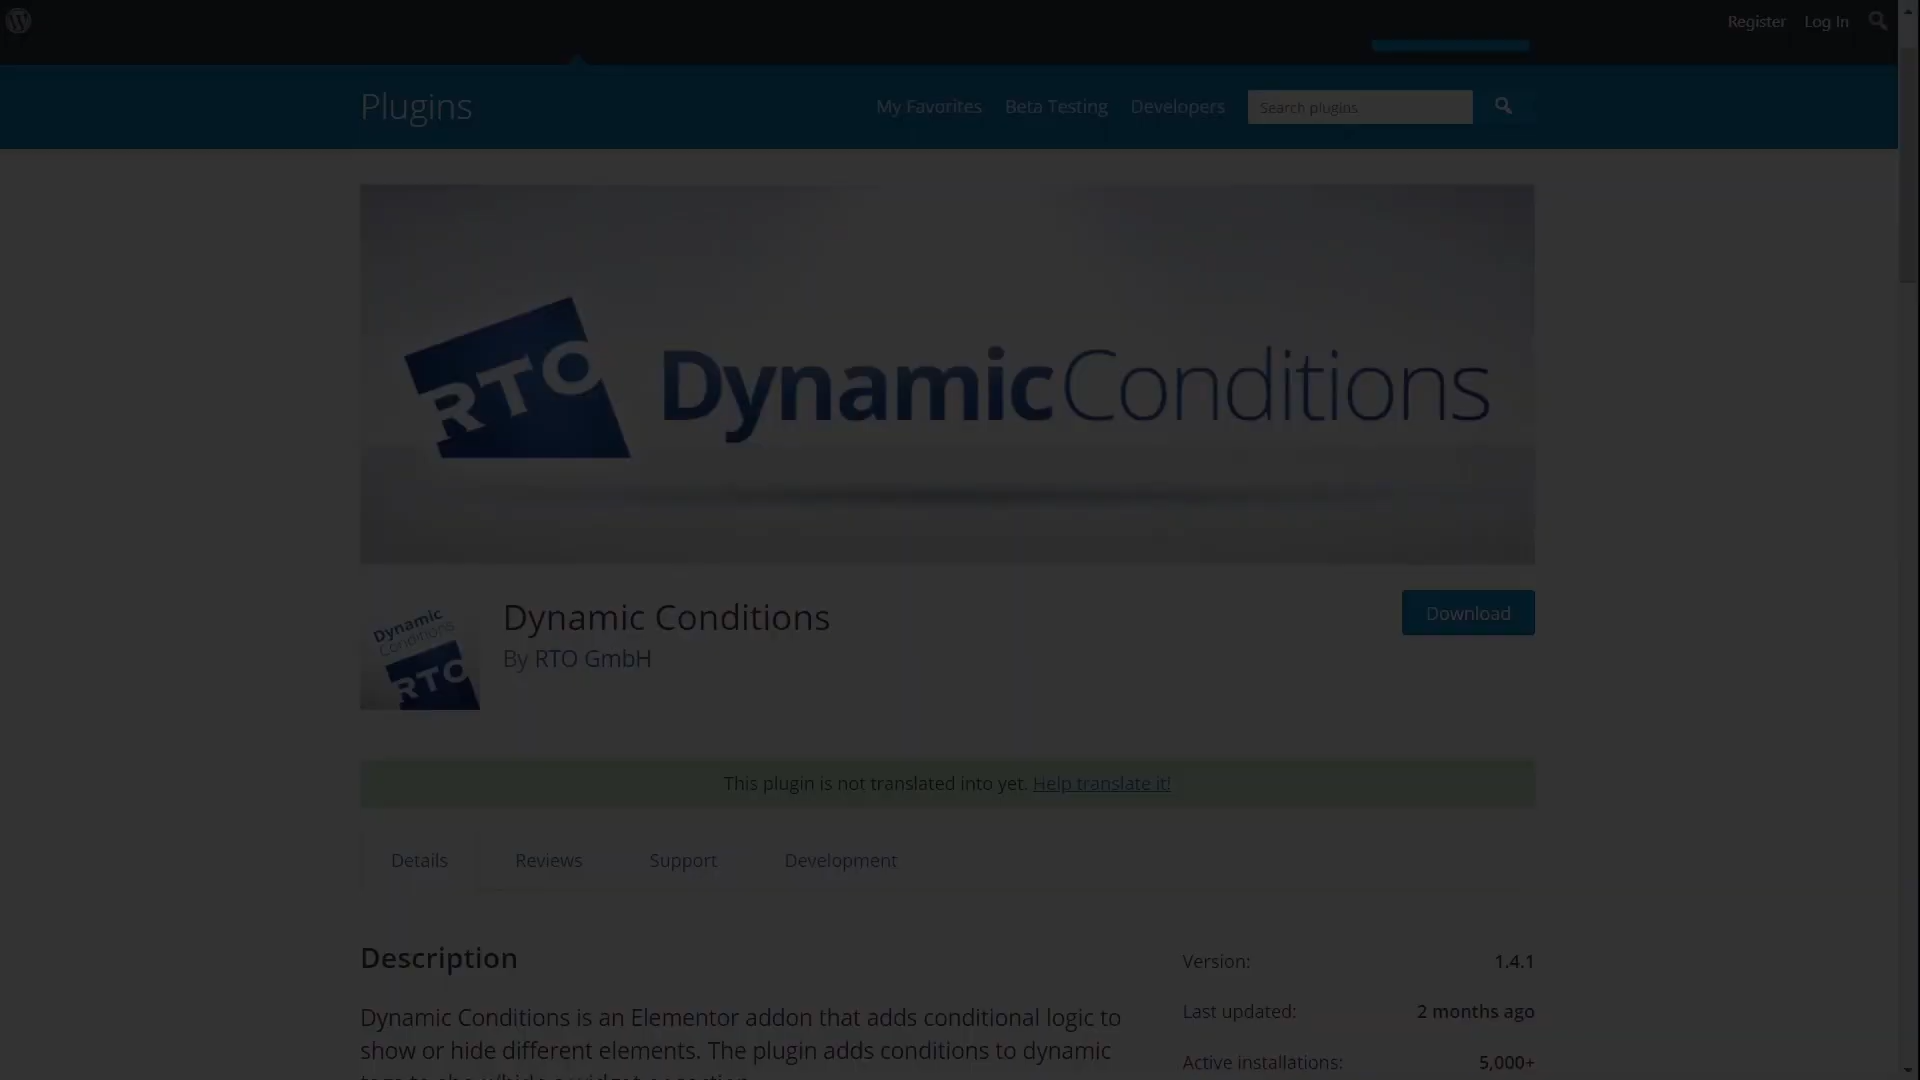 Register Log In
Plugins
My Favorites Beta Testing Developers Search plugins
RTO DynamicConditions
Dynamic
Conditions
RTO
Dynamic Conditions
By RTO GmbH
Download
This plugin is not translated into yet. Help translate it!
Details Reviews Support Development
Description
Dynamic Conditions is an Elementor addon that adds conditional logic to
show or hide different elements. The plugin adds conditions to dynamic
Version: 1.4.1
Last updated: 2 months ago
Active installations: 5,000+